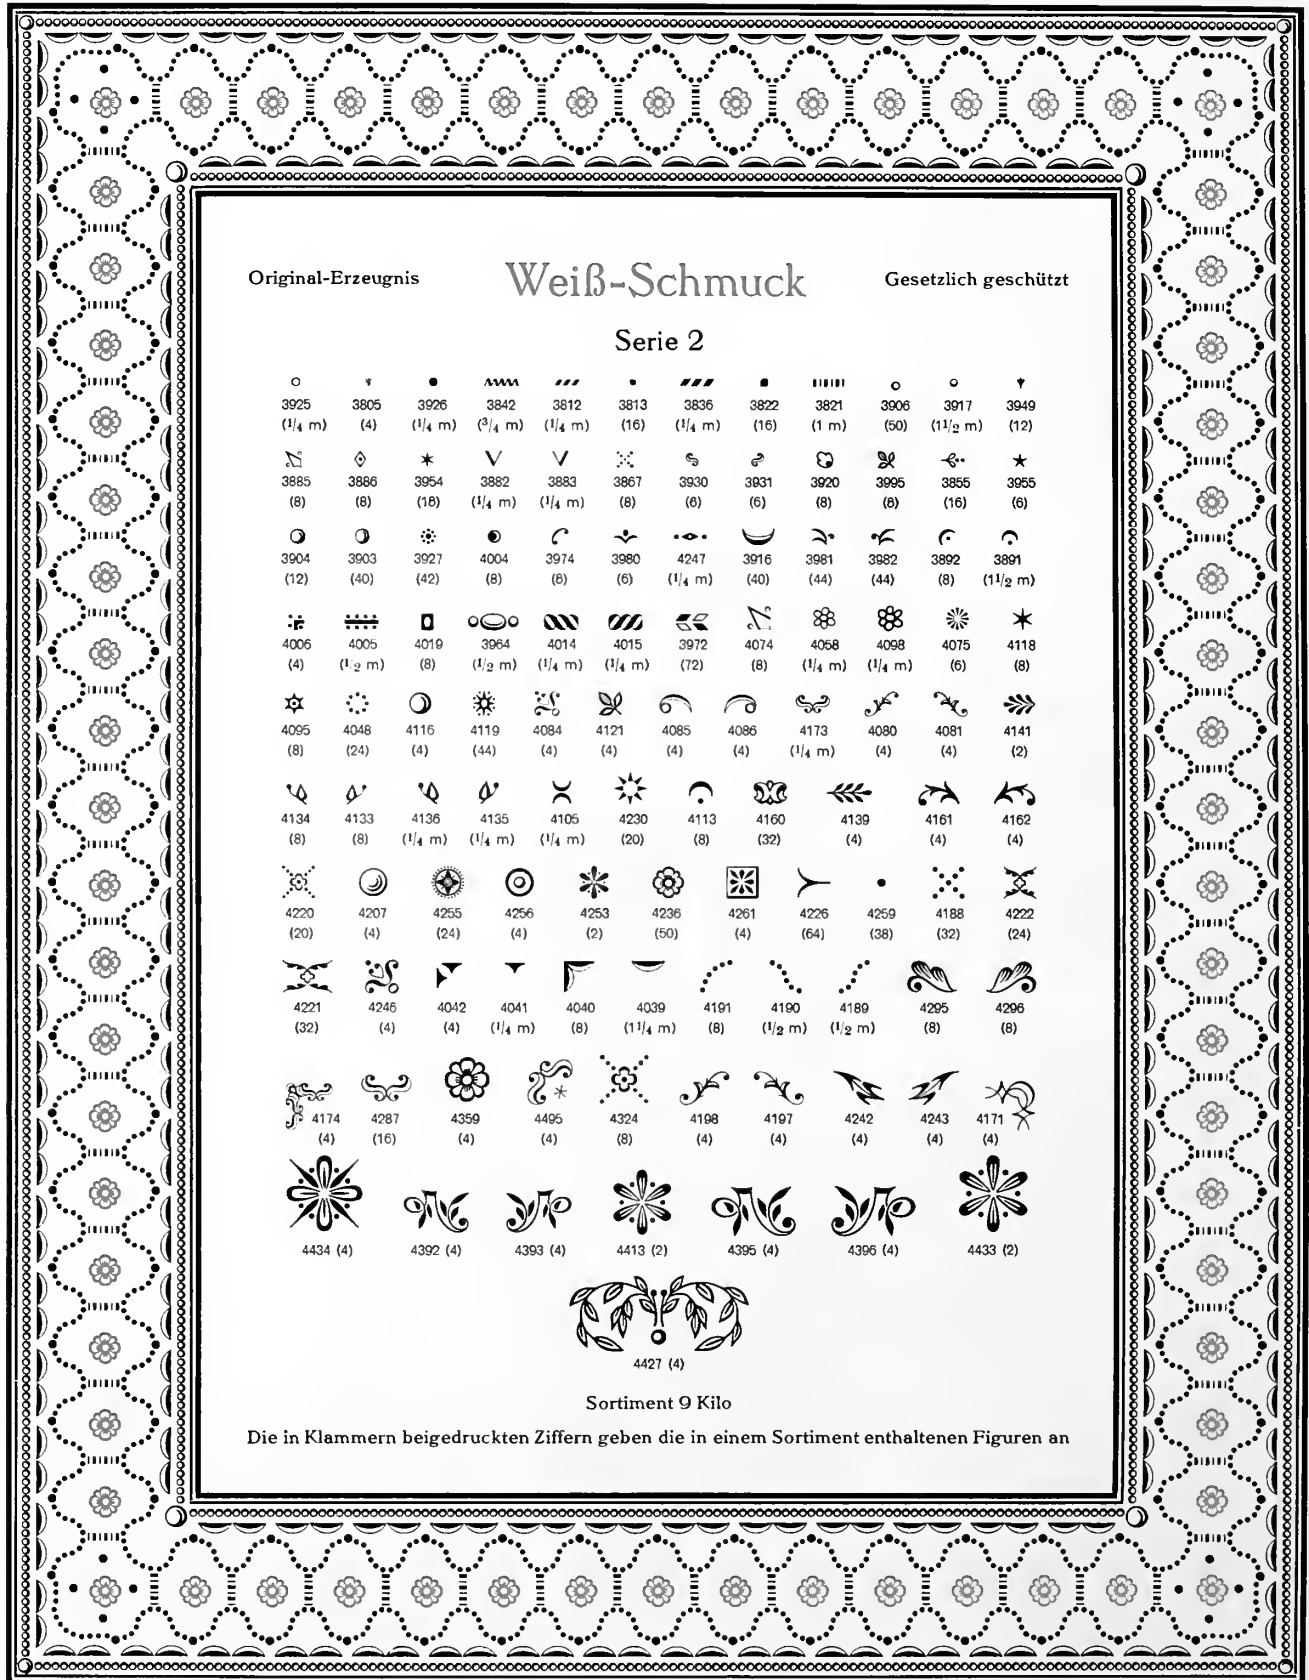 Original-Erzeugnis Weiß-Schmuck Gesetzlich geschützt
Serie 2
3925 3805 3926 3842 3812 3813 3836 3822 3821 3906 3917 3949
(1/4 m) (4) (1/4 m) (3/4 m) (1/4 m) (16) (1/4 m) (16) (1 m) (50) (1 1/2 m) (12)
3885 3886 3954 3882 3883 3867 3930 3931 3920 3995 3855 3955
(8) (8) (18) (1/4 m) (1/4 m) (8) (6) (6) (8) (8) (16) (6)
3904 3903 3927 4004 3974 3980 4247 3916 3981 3982 3892 3891
(12) (40) (42) (8) (8) (6) (1/4 m) (40) (44) (44) (8) (1 1/2 m)
4006 4005 4019 3964 4014 4015 3972 4074 4058 4098 4075 4118
(4) (1/2 m) (8) (1/2 m) (1/4 m) (1/4 m) (72) (8) (1/4 m) (1/4 m) (6) (8)
4095 4048 4116 4119 4084 4121 4085 4086 4173 4080 4081 4141
(8) (24) (4) (44) (4) (4) (4) (4) (1/4 m) (4) (4) (2)
4134 4133 4136 4135 4105 4230 4113 4160 4139 4161 4162
(8) (8) (1/4 m) (1/4 m) (1/4 m) (20) (8) (32) (4) (4) (4)
4220 4207 4255 4256 4253 4236 4261 4226 4259 4188 4222
(20) (4) (24) (4) (2) (50) (4) (64) (38) (32) (24)
4221 4246 4042 4041 4040 4039 4191 4190 4189 4295 4296
(32) (4) (4) (1/4 m) (8) (1 1/4 m) (8) (1/2 m) (1/2 m) (8) (8)
4174 4287 4359 4495 4324 4198 4197 4242 4243 4171
(4) (16) (4) (4) (8) (4) (4) (4) (4) (4)
4434 (4) 4392 (4) 4393 (4) 4413 (2) 4395 (4) 4396 (4) 4433 (2)
4427 (4)
Sortiment 9 Kilo
Die in Klammern beigedruckten Ziffern geben die in einem Sortiment enthaltenen Figuren an